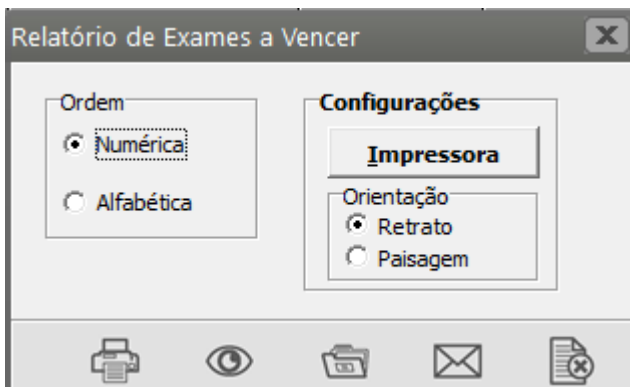 Relatório de Exames a Vencer
Ordem
Numérica
Alfabética
Configurações
Impressora
Orientação
Retrato
Paisagem